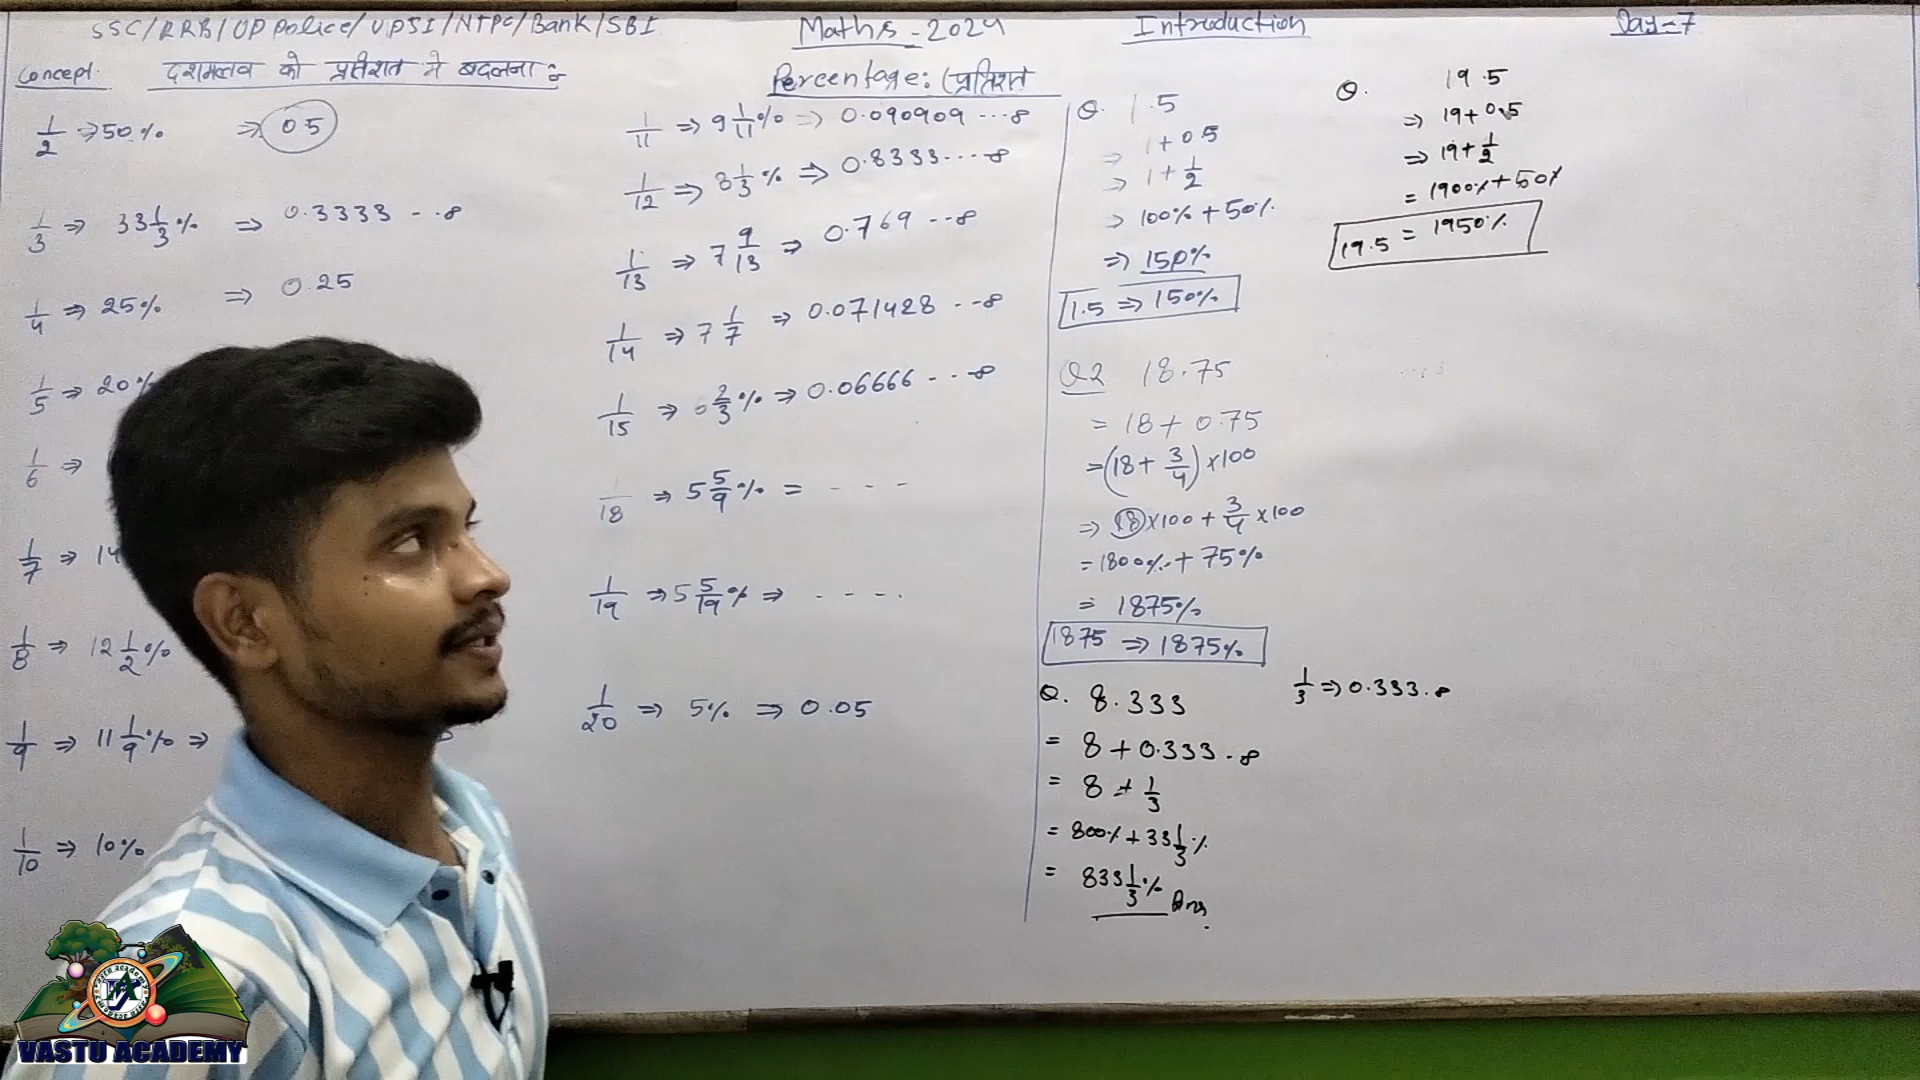 SSC/RRB/UP Police/UPSI/NTPC/Bank/SBI
Maths - 2024
Introduction
Day-7
Concept:
दशमलव को प्रतिशत में बदलना :-
Percentage: (प्रतिशत
1/2 ⇒ 50% ⇒ 0.5
1/3 ⇒ 33 1/3% ⇒ 0.3333 - - ∞
1/4 ⇒ 25% ⇒ 0.25
1/5 ⇒ 20%
1/6 ⇒
1/7 ⇒ 14
1/8 ⇒ 12 1/2%
1/9 ⇒ 11 1/9% ⇒
1/10 ⇒ 10%
1/11 ⇒ 9 1/11% ⇒ 0.090909 ---∞
1/12 ⇒ 8 1/3% ⇒ 0.8333----∞
1/13 ⇒ 7 9/13 ⇒ 0.769 --∞
1/14 ⇒ 7 1/7 ⇒ 0.071428 --∞
1/15 ⇒ 6 2/3% ⇒ 0.06666 - - -∞
1/18 ⇒ 5 5/9% = - - -
1/19 ⇒ 5 5/19% ⇒ - - - -
1/20 ⇒ 5% ⇒ 0.05
Q. 1.5
⇒ 1 + 0.5
⇒ 1 + 1/2
⇒ 100% + 50%
⇒ 150%
1.5 ⇒ 150%
Q2 18.75
= 18 + 0.75
= (18 + 3/4) × 100
⇒ 18 × 100 + 3/4 × 100
= 1800% + 75%
= 1875%
1875 ⇒ 1875%
Q. 8.333
= 8 + 0.333 - ∞
= 8 + 1/3
= 800% + 33 1/3%
= 833 1/3% Ans.
Q. 19.5
⇒ 19 + 0.5
⇒ 19 + 1/2
= 1900% + 50%
19.5 = 1950%
1/3 ⇒ 0.333.∞
VASTU ACADEMY